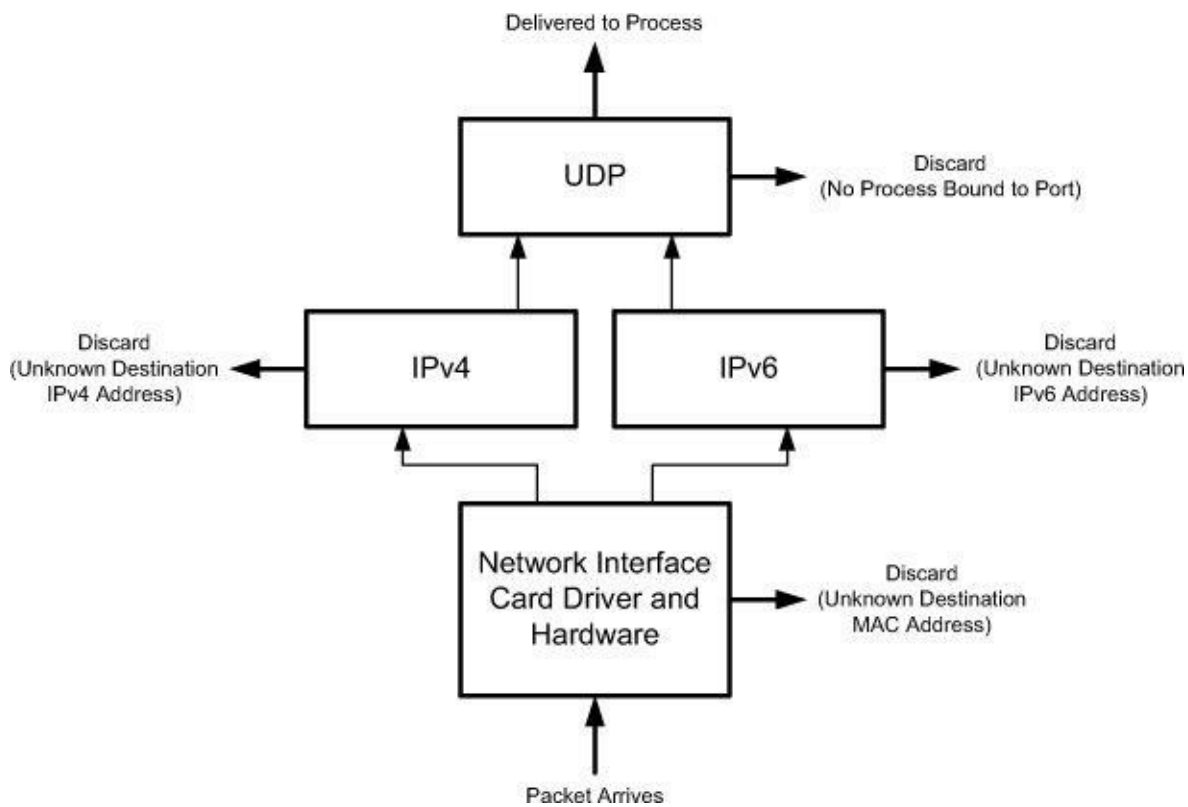 Delivered to Process
UDP
Discard
(No Process Bound to Port)
Discard
(Unknown Destination
IPv4 Address)
IPv4
IPv6
Discard
(Unknown Destination
IPv6 Address)
Network Interface
Card Driver and
Hardware
Discard
(Unknown Destination
MAC Address)
Packet Arrives